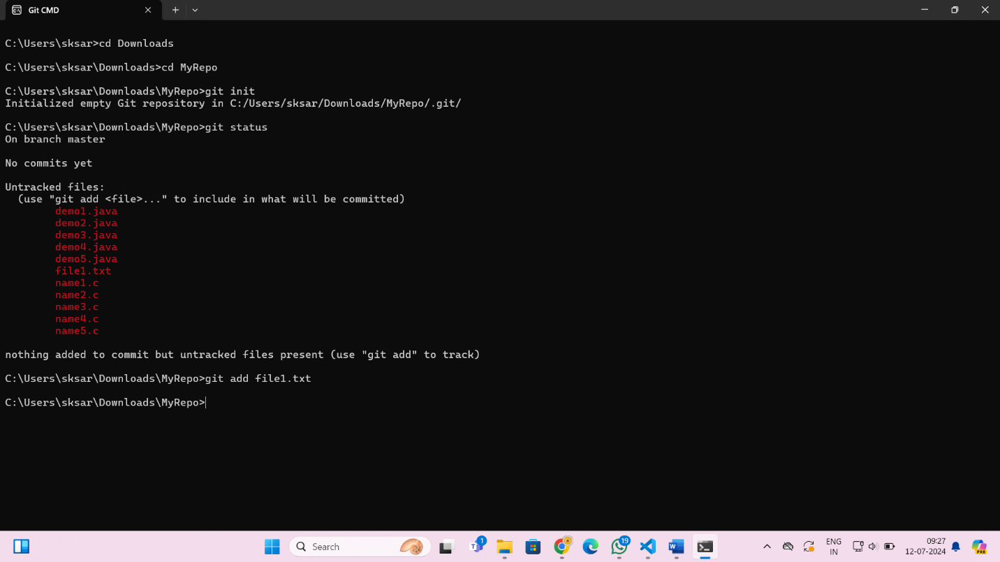 Git CMD
C:\Users\sksar>cd Downloads
C:\Users\sksar\Downloads>cd MyRepo
C:\Users\sksar\Downloads\MyRepo>git init
Initialized empty Git repository in C:/Users/sksar/Downloads/MyRepo/.git/
C:\Users\sksar\Downloads\MyRepo>git status
On branch master
No commits yet
Untracked files:
(use "git add <file>..." to include in what will be committed)
demo1.java
demo2.java
demo3.java
demo4.java
demo5.java
file1.txt
name1.c
name2.c
name3.c
name4.c
name5.c
nothing added to commit but untracked files present (use "git add" to track)
C:\Users\sksar\Downloads\MyRepo>git add file1.txt
C:\Users\sksar\Downloads\MyRepo>
Search
1
19
ENG
IN
09:27
12-07-2024
PRE